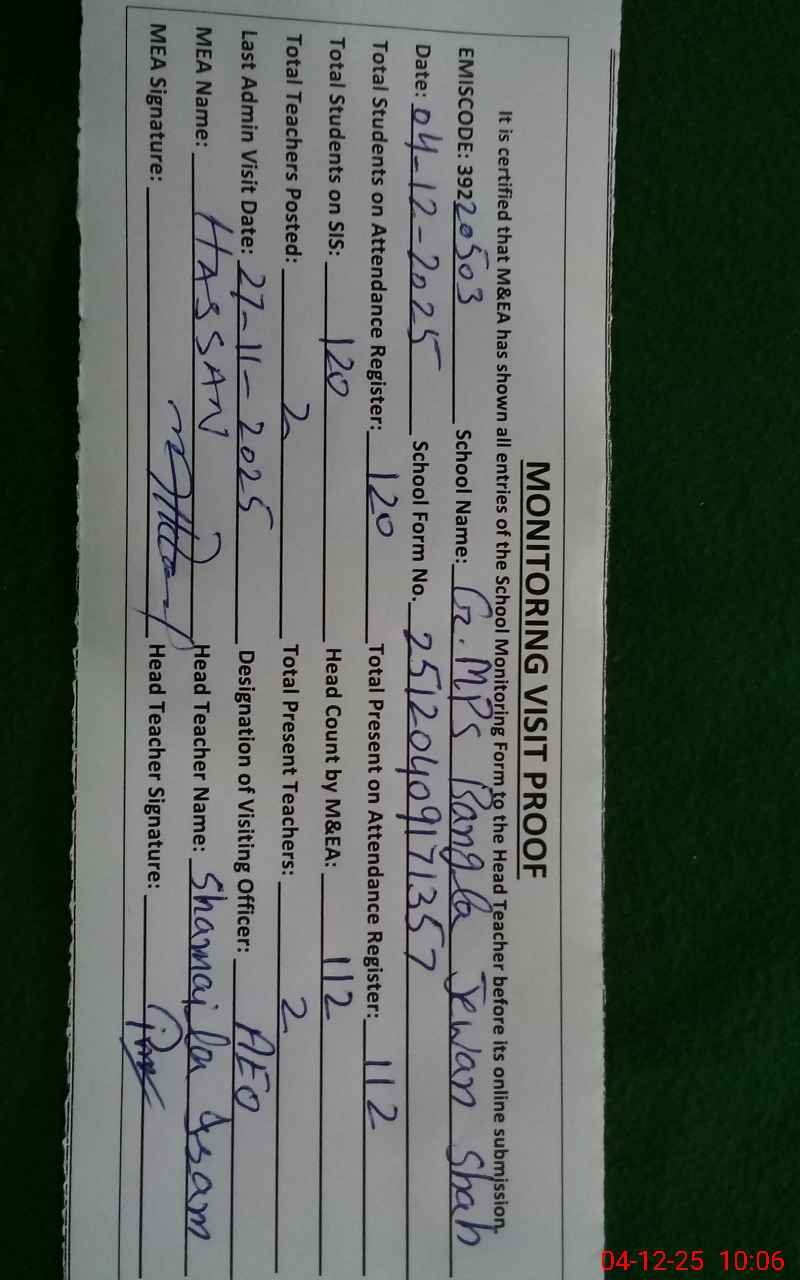 MONITORING VISIT PROOF
It is certified that M&EA has shown all entries of the School Monitoring Form to the Head Teacher before its online submission.
EMISCODE: 39220503 School Name: G. MPS Bangla Jewan Shah
Date: 04-12-2025 School Form No. 25120409171357
Total Students on Attendance Register: 120 Total Present on Attendance Register: 112
Total Students on SIS: 120 Head Count by M&EA: 112
Total Teachers Posted: 2 Total Present Teachers: 2
Last Admin Visit Date: 27-11-2025 Designation of Visiting Officer: AEO
MEA Name: HASSAN Head Teacher Name: Shamaila
MEA Signature: Head Teacher Signature:
04-12-25 10:06